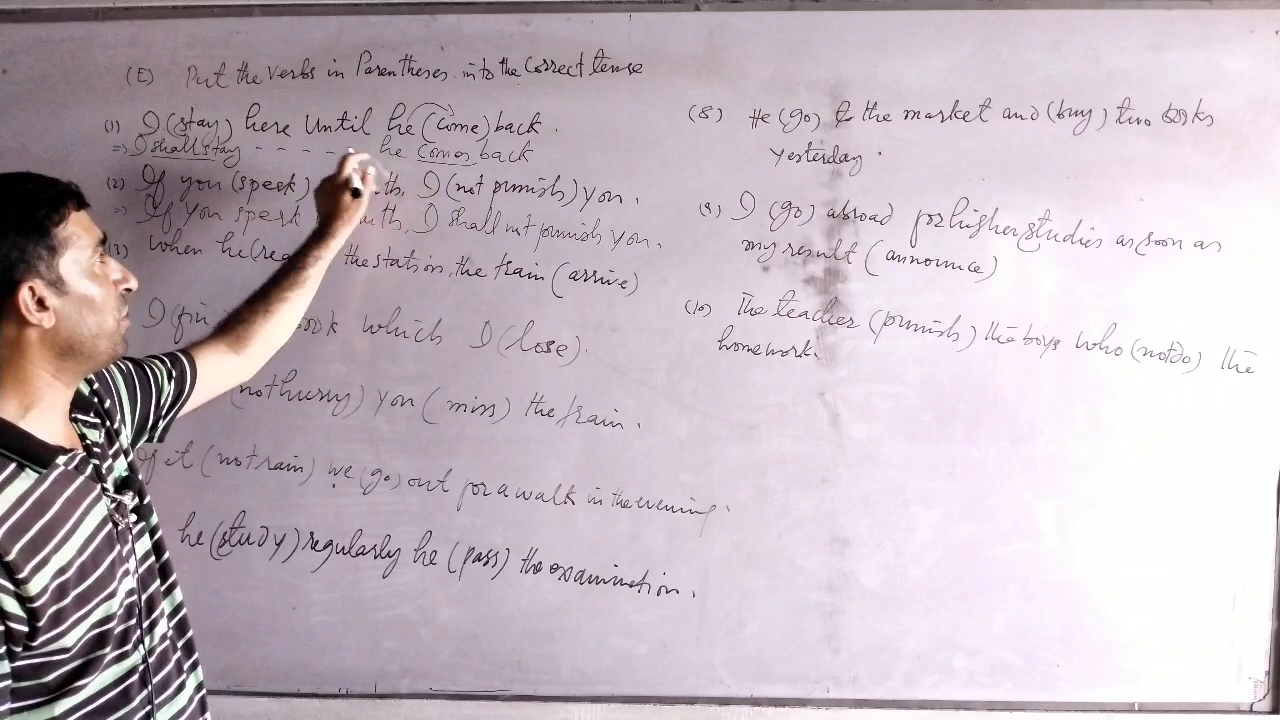 (E) Put the verbs in Parentheses into the correct tense
(1) I (stay) here until he (come) back.
=> I shall stay - - - - - he comes back
(2) If you (speak) I (not punish) you.
=> If you speak I shall not punish you.
(3) when he the station, the train (arrive)
I which I (lose).
(not hurry) you (miss) the train.
If it (not rain) we (go) out for a walk in the evening.
he (study) regularly he (pass) the examination.
(8) He (go) to the market and (buy) two books
yesterday.
(9) I (go) abroad for higher studies as soon as
my result (announce)
(10) The teacher (punish) the boys who (not do) the
homework.